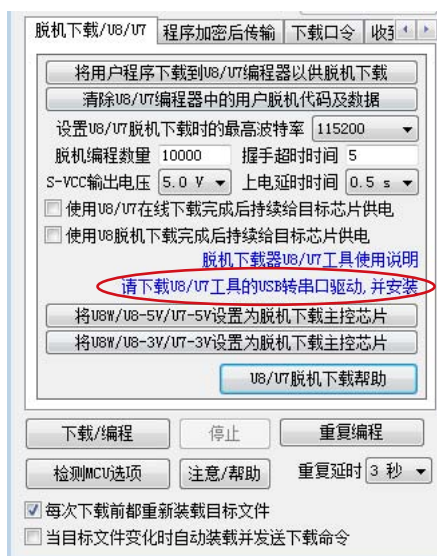 脱机下载/U8/U7 程序加密后传输 下载口令
将用户程序下载到U8/U7编程器以供脱机下载
清除U8/U7编程器中的用户脱机代码及数据
设置U8/U7脱机下载时的最高波特率 115200
脱机编程数量 10000 握手超时时间 5
S-VCC输出电压 5.0 V 上电延时时间 0.5 s
使用U8/U7在线下载完成后持续给目标芯片供电
使用U8脱机下载完成后持续给目标芯片供电
脱机下载器U8/U7工具使用说明
请下载U8/U7工具的USB转串口驱动,并安装
将U8W/U8-5V/U7-5V设置为脱机下载主控芯片
将U8W/U8-3V/U7-3V设置为脱机下载主控芯片
U8/U7脱机下载帮助
下载/编程 停止 重复编程
检测MCU选项 注意/帮助 重复延时 3 秒
每次下载前都重新装载目标文件
当目标文件变化时自动装载并发送下载命令